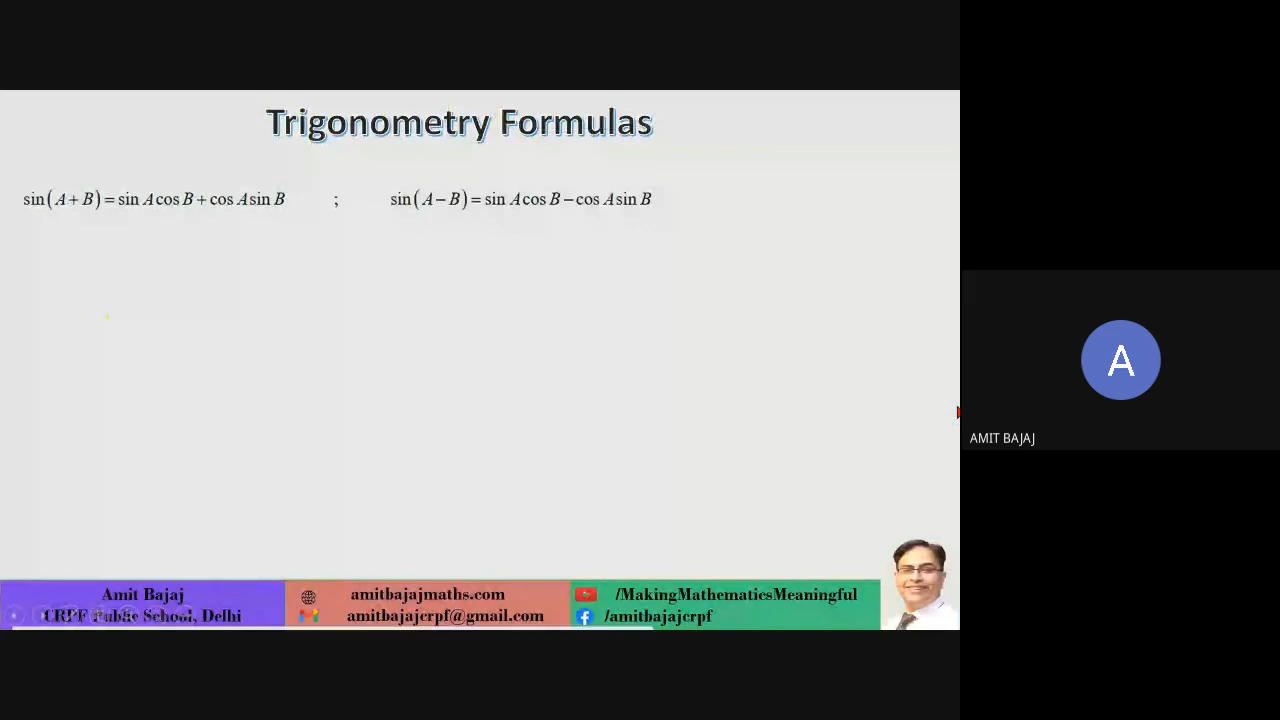 Trigonometry Formulas
sin(A+B)=sin A cos B+cos A sin B ; sin(A−B)=sin A cos B−cos A sin B
A
AMIT BAJAJ
Amit Bajaj
CRPF Public School, Delhi
amitbajajmaths.com
amitbajajcrpf@gmail.com
/MakingMathematicsMeaningful
/amitbajajcrpf